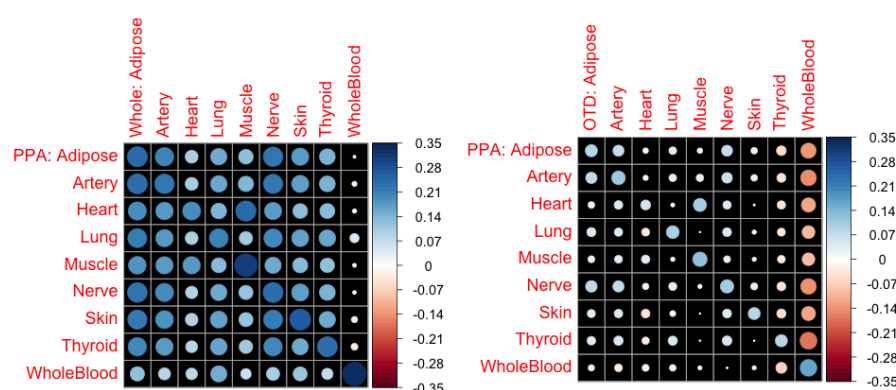 Whole: Adipose
Artery
Heart
Lung
Muscle
Nerve
Skin
Thyroid
WholeBlood
PPA: Adipose
Artery
Heart
Lung
Muscle
Nerve
Skin
Thyroid
WholeBlood
0.35
0.28
0.21
0.14
0.07
0
-0.07
-0.14
-0.21
-0.28
-0.35
OTD: Adipose
Artery
Heart
Lung
Muscle
Nerve
Skin
Thyroid
WholeBlood
PPA: Adipose
Artery
Heart
Lung
Muscle
Nerve
Skin
Thyroid
WholeBlood
0.35
0.28
0.21
0.14
0.07
0
-0.07
-0.14
-0.21
-0.28
-0.35